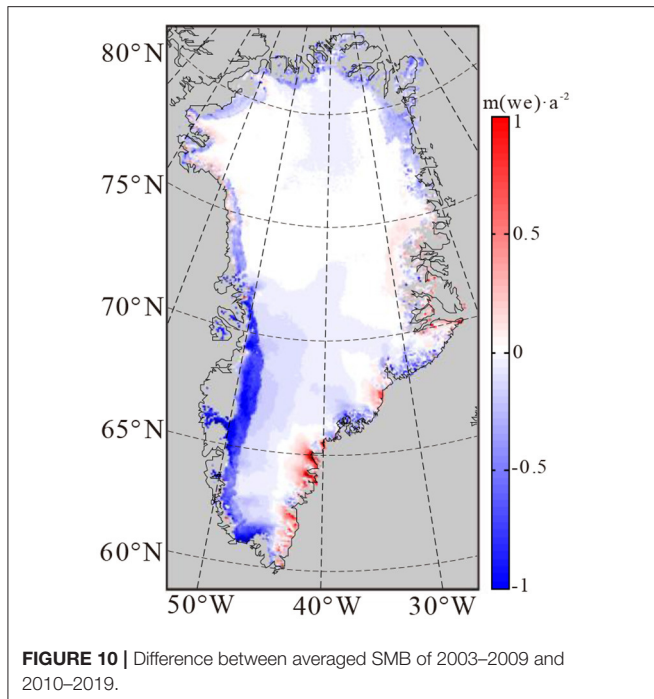 80°N
75°N
70°N
65°N
60°N
50°W 40°W 30°W
m(we)·a⁻²
1
0.5
0
-0.5
-1
FIGURE 10 | Difference between averaged SMB of 2003–2009 and
2010–2019.